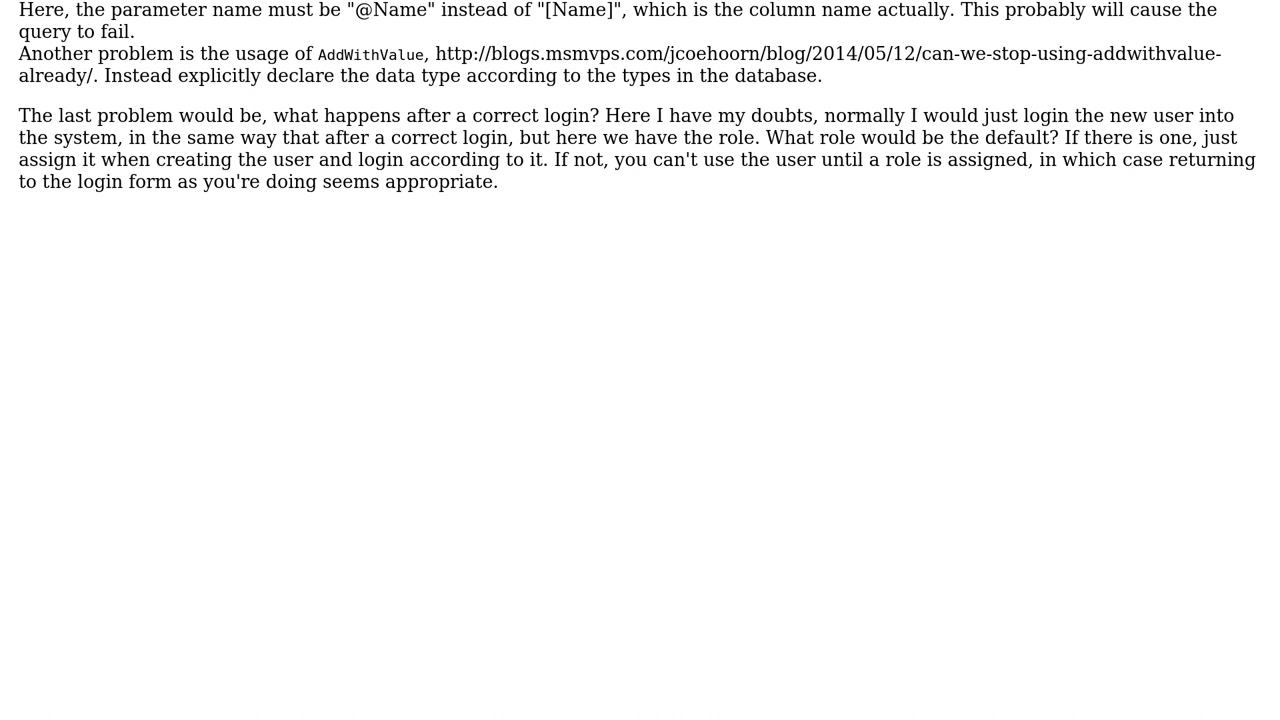 Here, the parameter name must be "@Name" instead of "[Name]", which is the column name actually. This probably will cause the
query to fail.
Another problem is the usage of AddWithValue, http://blogs.msmvps.com/jcoehoorn/blog/2014/05/12/can-we-stop-using-addwithvalue-
already/. Instead explicitly declare the data type according to the types in the database.
The last problem would be, what happens after a correct login? Here I have my doubts, normally I would just login the new user into
the system, in the same way that after a correct login, but here we have the role. What role would be the default? If there is one, just
assign it when creating the user and login according to it. If not, you can't use the user until a role is assigned, in which case returning
to the login form as you're doing seems appropriate.